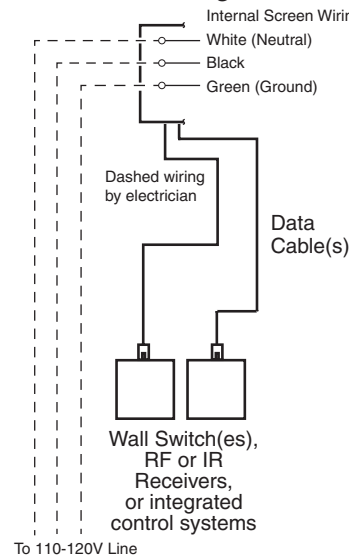 Internal Screen
White (Neutral)
Black
Green (Ground)
Dashed wiring
by electrician
Data
Cable(s)
Wall Switch(es),
RF or IR
Receivers,
or integrated
control systems
To 110-120V Line